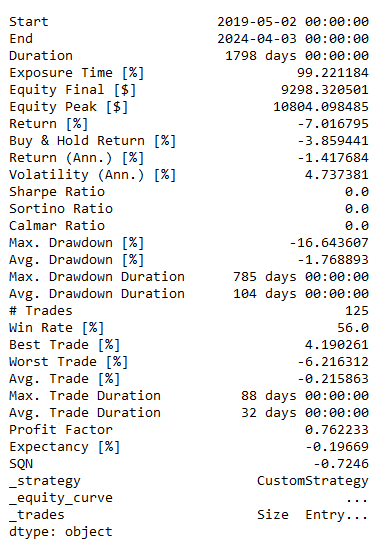 Start 2019-05-02 00:00:00
End 2024-04-03 00:00:00
Duration 1798 days 00:00:00
Exposure Time [%] 99.221184
Equity Final [$] 9298.320501
Equity Peak [$] 10804.098485
Return [%] -7.016795
Buy & Hold Return [%] -3.859441
Return (Ann.) [%] -1.417684
Volatility (Ann.) [%] 4.737381
Sharpe Ratio 0.0
Sortino Ratio 0.0
Calmar Ratio 0.0
Max. Drawdown [%] -16.643607
Avg. Drawdown [%] -1.768893
Max. Drawdown Duration 785 days 00:00:00
Avg. Drawdown Duration 104 days 00:00:00
# Trades 125
Win Rate [%] 56.0
Best Trade [%] 4.190261
Worst Trade [%] -6.216312
Avg. Trade [%] -0.215863
Max. Trade Duration 88 days 00:00:00
Avg. Trade Duration 32 days 00:00:00
Profit Factor 0.762233
Expectancy [%] -0.19669
SQN -0.7246
_strategy CustomStrategy
_equity_curve ...
_trades Size Entry...
dtype: object